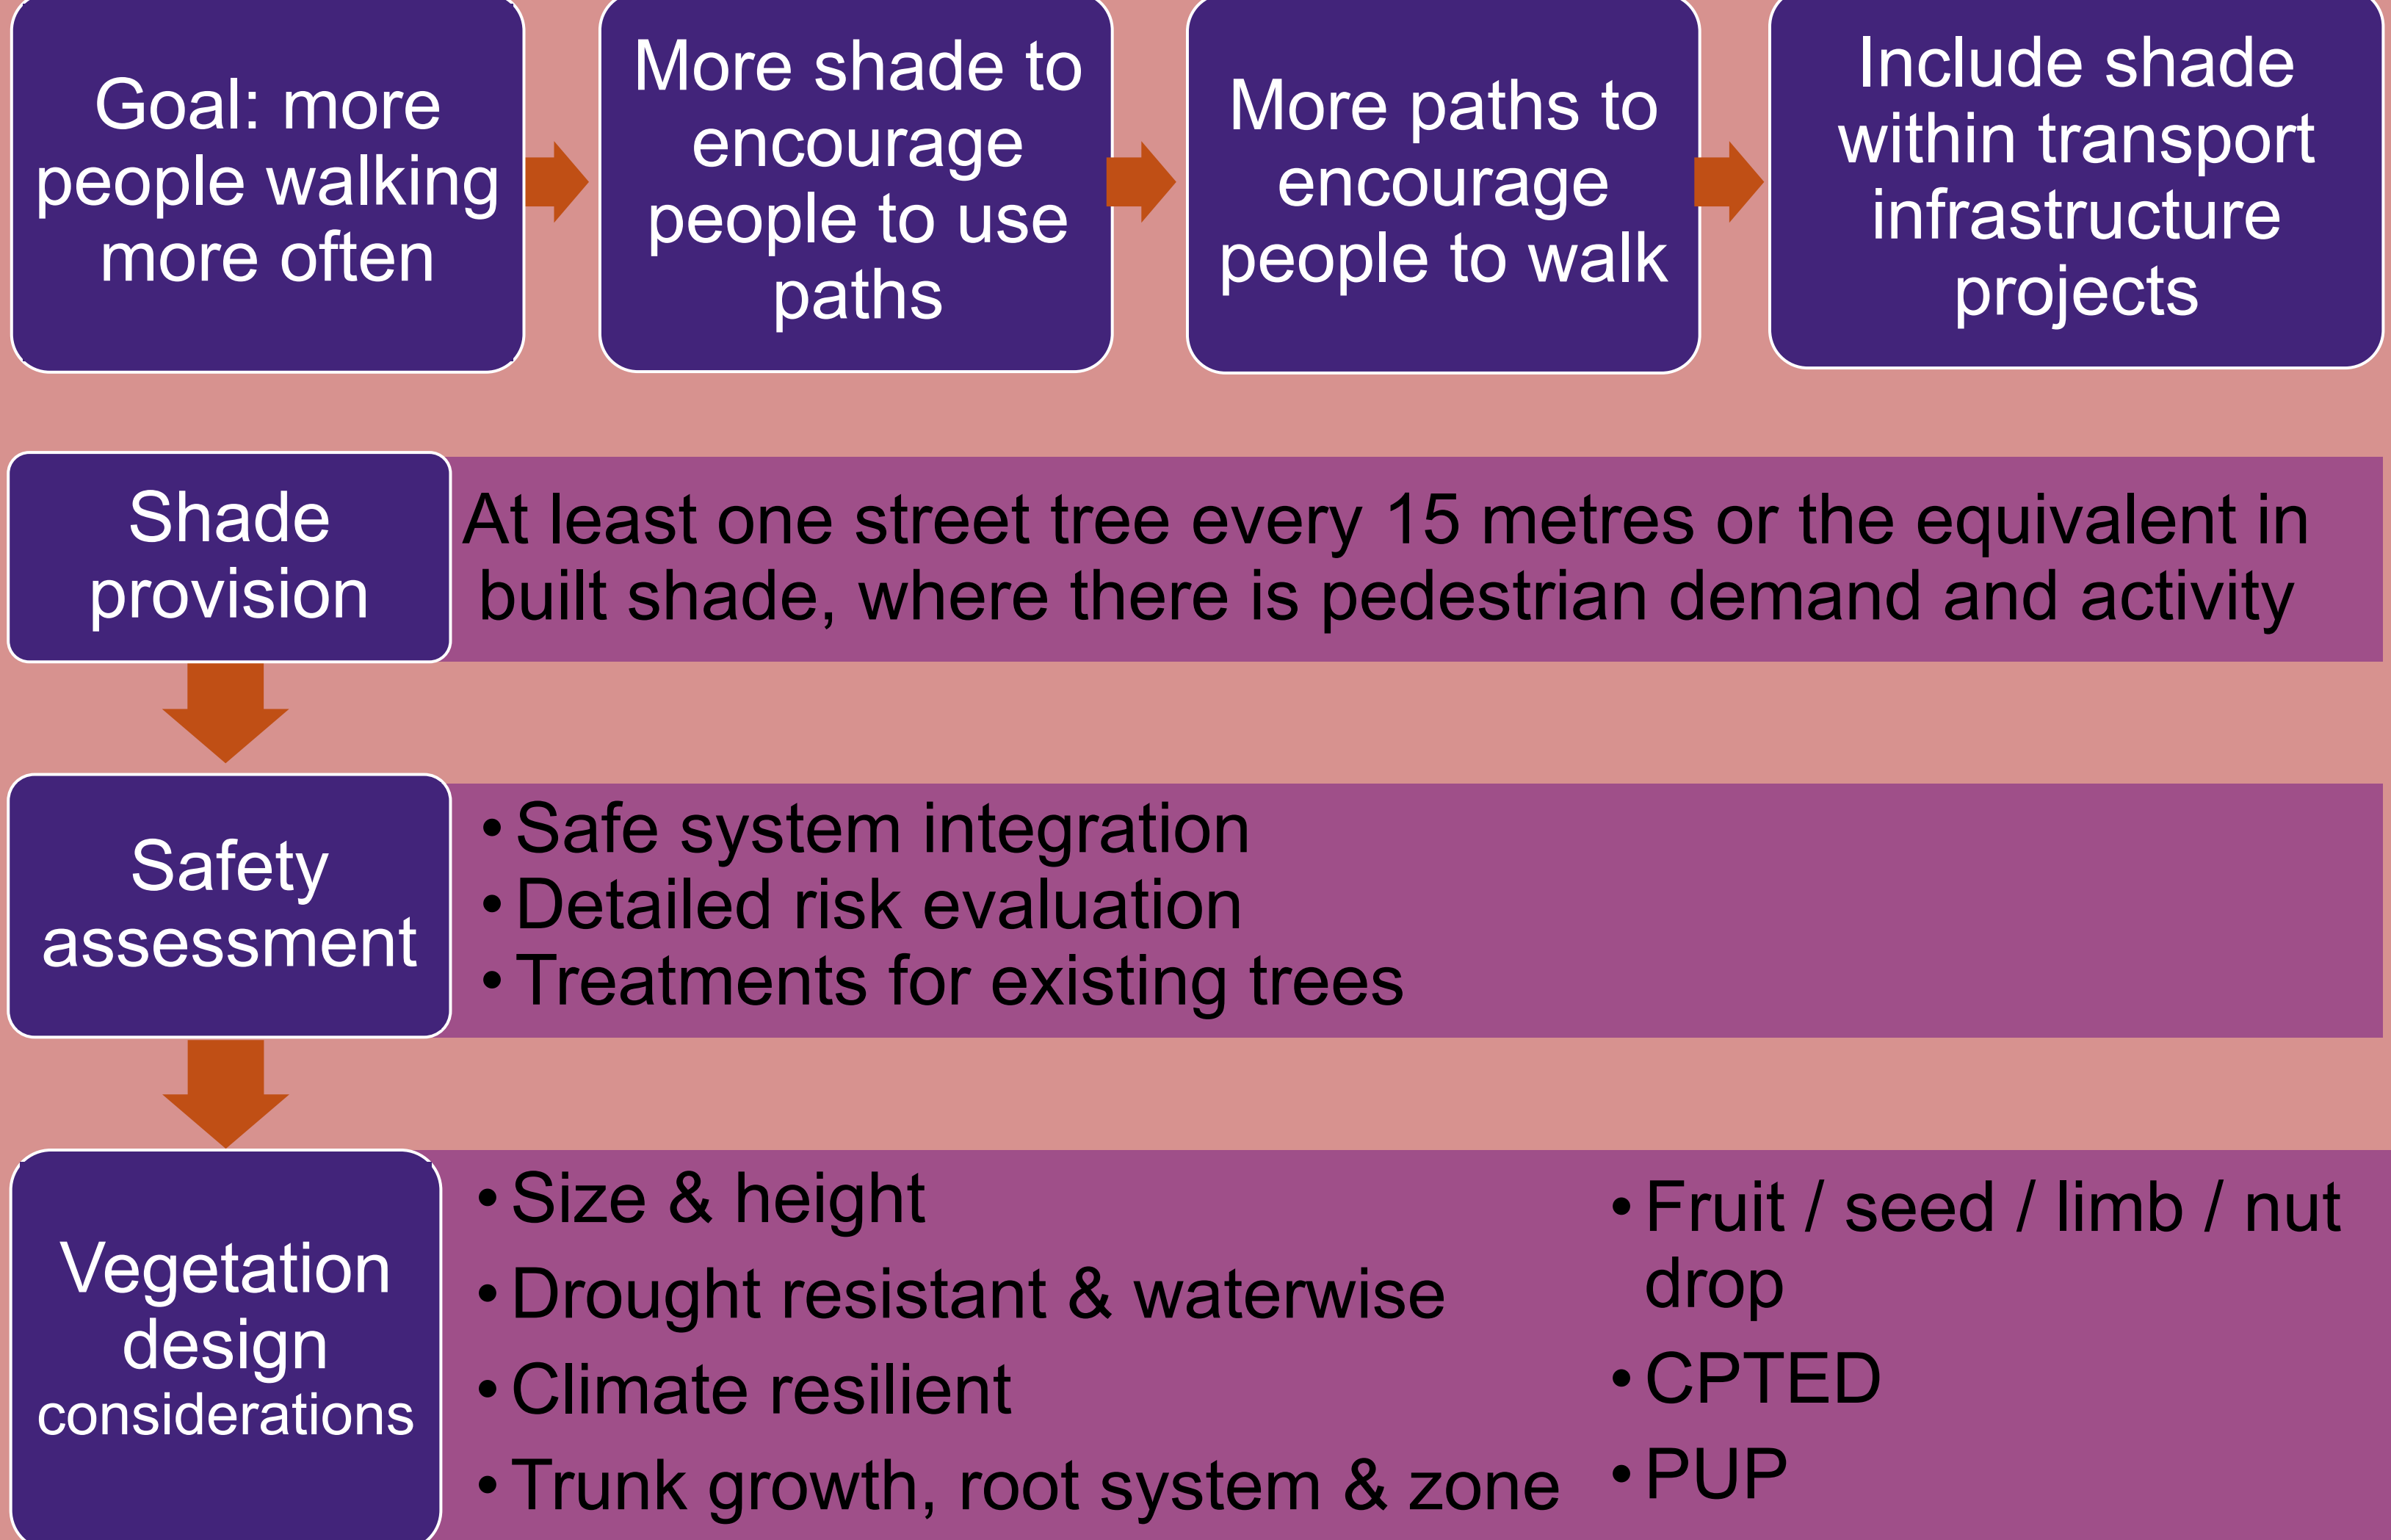 Goal: more
people walking
more often
More shade to
encourage
people to use
paths
More paths to
encourage
people to walk
Include shade
within transport
infrastructure
projects
Shade
provision
At least one street tree every 15 metres or the equivalent in
built shade, where there is pedestrian demand and activity
Safety
assessment
• Safe system integration
• Detailed risk evaluation
• Treatments for existing trees
Vegetation
design
considerations
• Size & height
• Drought resistant & waterwise
• Climate resilient
• Trunk growth, root system & zone
• Fruit / seed / limb / nut
drop
• CPTED
• PUP